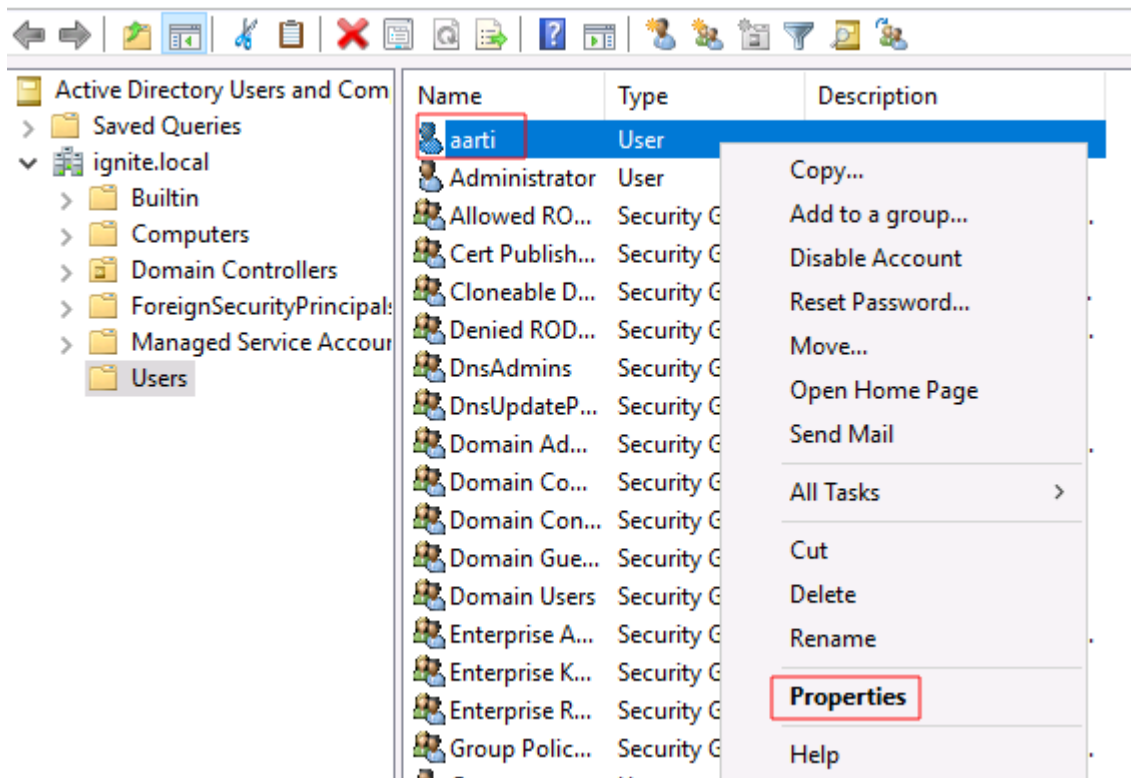 Active Directory Users and Com
Saved Queries
ignite.local
Builtin
Computers
Domain Controllers
ForeignSecurityPrincipals
Managed Service Accour
Users
Name Type Description
aarti User
Administrator User
Allowed RO... Security G
Cert Publish... Security G
Cloneable D... Security G
Denied ROD... Security G
DnsAdmins Security G
DnsUpdateP... Security G
Domain Ad... Security G
Domain Co... Security G
Domain Con... Security G
Domain Gue... Security G
Domain Users Security G
Enterprise A... Security G
Enterprise K... Security G
Enterprise R... Security G
Group Polic... Security G
Copy...
Add to a group...
Disable Account
Reset Password...
Move...
Open Home Page
Send Mail
All Tasks
Cut
Delete
Rename
Properties
Help